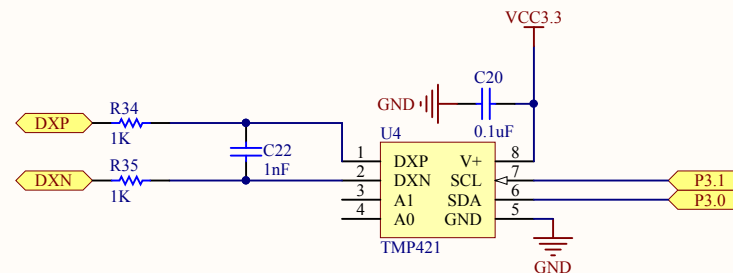 VCC3.3
C20
GND
0.1uF
R34
DXP
1K
U4
C22
1nF
R35
DXN
1K
1 DXP V+ 8
2 DXN SCL 7
3 A1 SDA 6
4 A0 GND 5
P3.1
P3.0
TMP421
GND